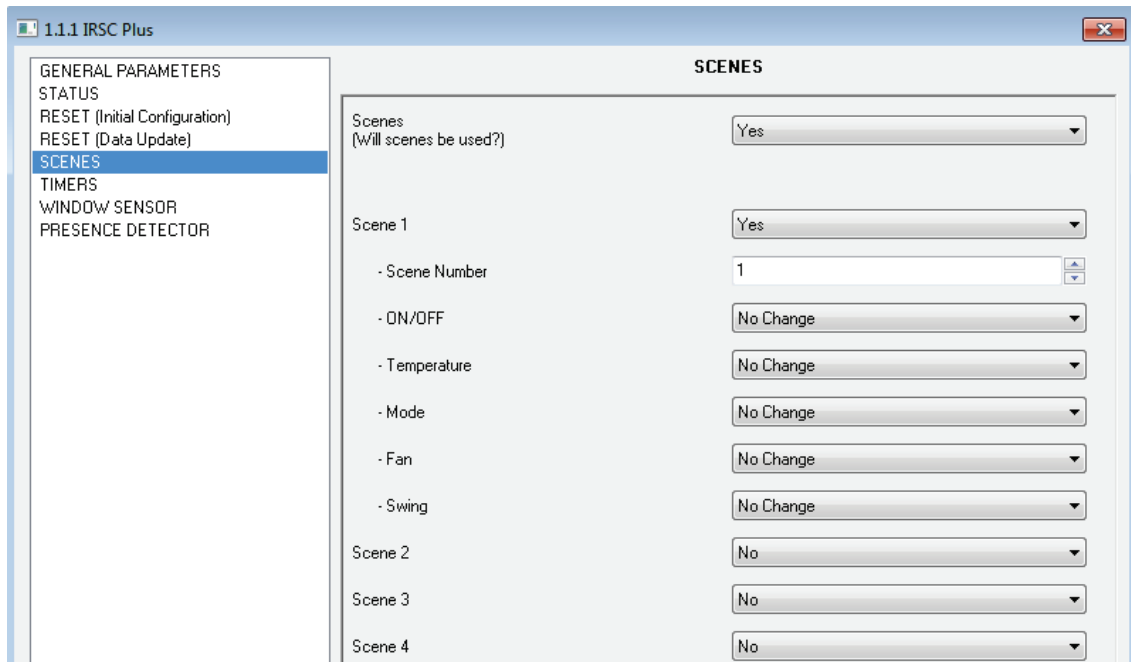 1.1.1 IRSC Plus
GENERAL PARAMETERS
STATUS
RESET (Initial Configuration)
RESET (Data Update)
SCENES
TIMERS
WINDOW SENSOR
PRESENCE DETECTOR
SCENES
Scenes
(Will scenes be used?)
Yes
Scene 1
Yes
- Scene Number
1
- ON/OFF
No Change
- Temperature
No Change
- Mode
No Change
- Fan
No Change
- Swing
No Change
Scene 2
No
Scene 3
No
Scene 4
No